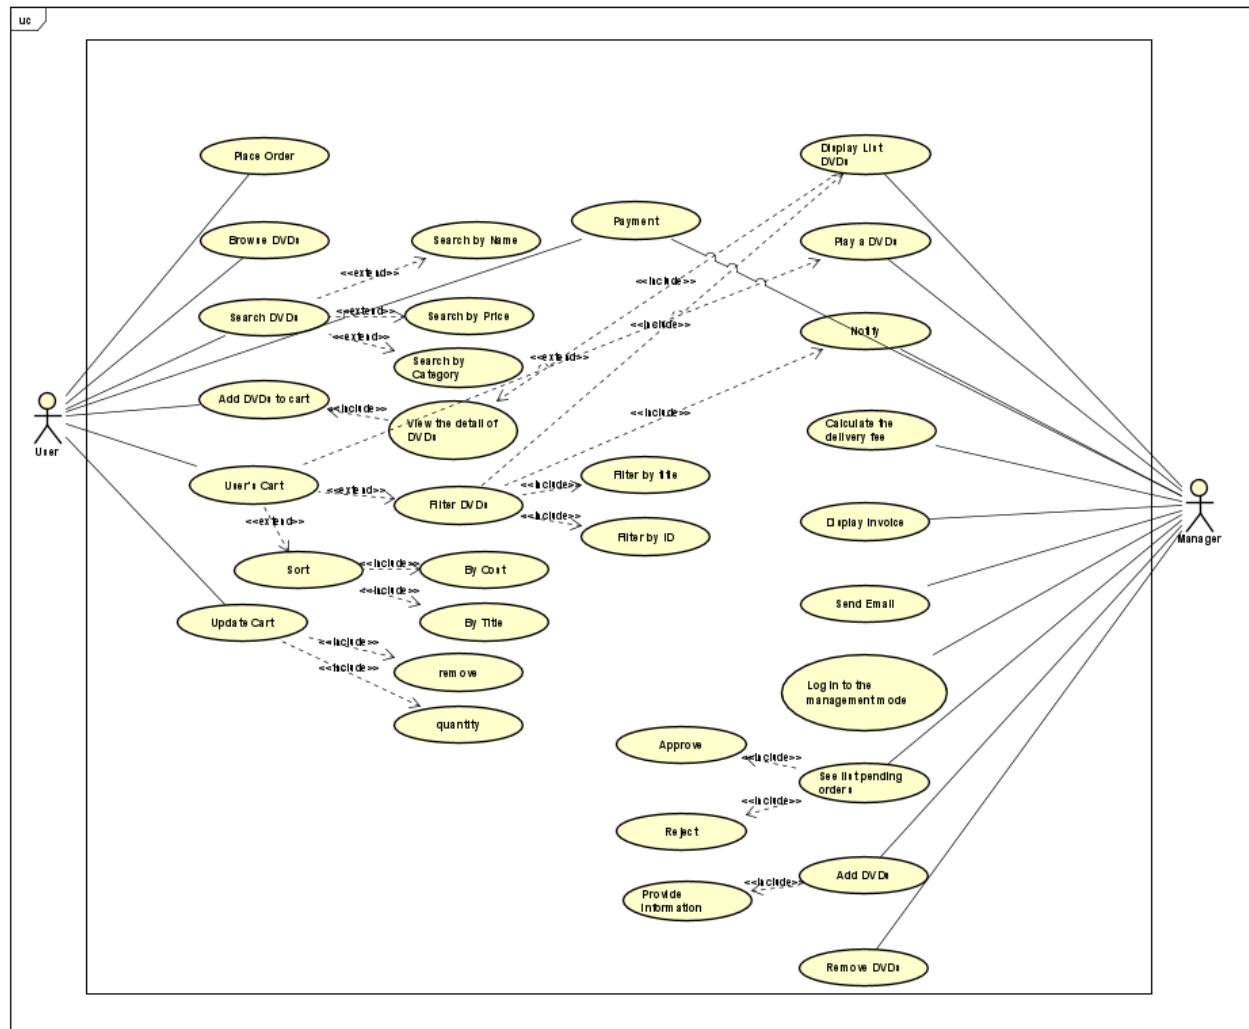 uc
Place Order
Display List
DVDs
Payment
Browse DVDs
Search by Name
Play a DVDs
<<extend>>
<<include>>
Search DVDs
<<extend>>
Search by Price
<<include>>
Notify
<<extend>>
Search by
Category
<<extend>>
Add DVDs to cart
<<include>>
View the detail of
DVDs
<<include>>
Calculate the
delivery fee
User
User's Cart
<<extend>>
Filter DVDs
<<include>>
Filter by title
<<include>>
Filter by ID
<<extend>>
Display Invoice
Manager
Sort
<<include>>
By Cost
<<include>>
By Title
Send Email
Update Cart
<<include>>
remove
<<include>>
quantity
Log in to the
management mode
Approve
<<include>>
See list pending
orders
<<include>>
Reject
Add DVDs
<<include>>
Provide
information
Remove DVDs